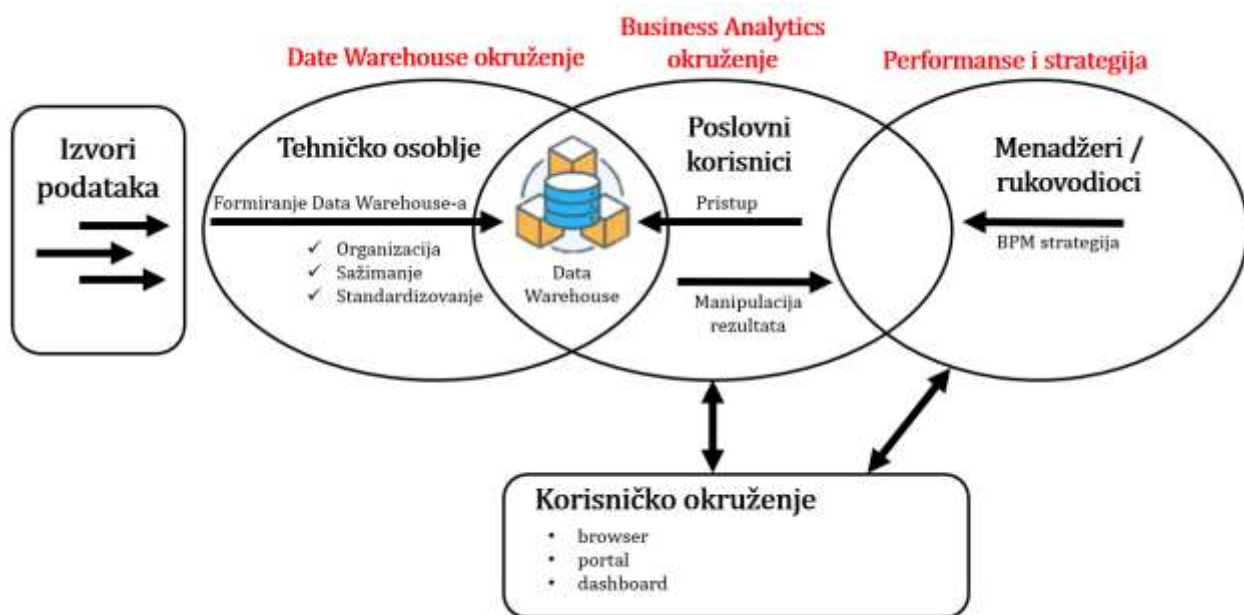 Date Warehouse okruženje
Business Analytics
okruženje
Performanse i strategija
Izvori
podataka
Tehničko osoblje
Formiranje Data Warehouse-a
✓ Organizacija
✓ Sažimanje
✓ Standardizovanje
Data
Warehouse
Poslovni
korisnici
Pristup
Manipulacija
rezultata
Menadžeri /
rukovodioci
BPM strategija
Korisničko okruženje
• browser
• portal
• dashboard